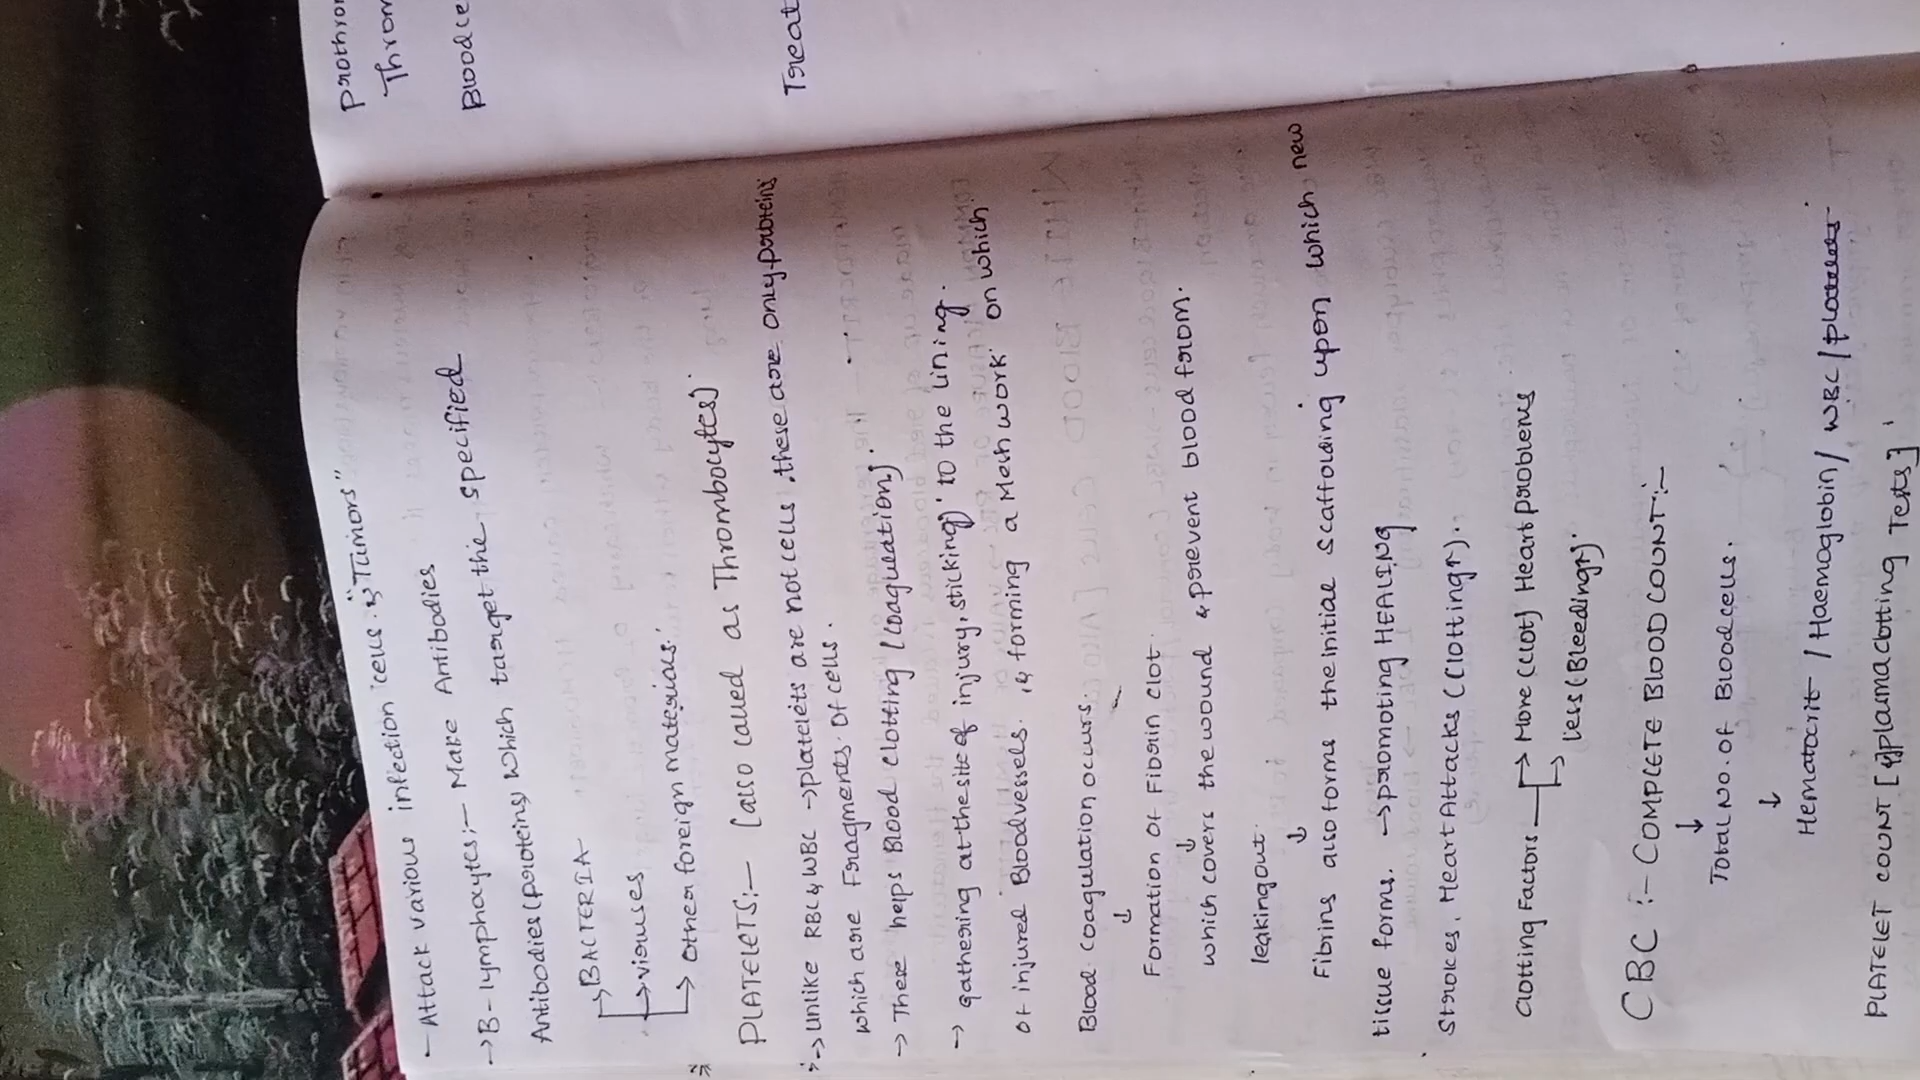 - Attack various infection cells. & "Tumors"
→ B-lymphocytes:- Make Antibodies
Antibodies (proteins) which target the specified
→ BACTERIA
→ viruses
→ other foreign materials.
PLATELETS:- [also called as Thrombocytes].
→ unlike RBC & WBC → platelets are not cells. these are only proteins
which are Fragments. of cells.
→ These helps Blood clotting [coagulation].
→ gathering at the site of injury, sticking to the lining.
of injured Blood vessels. & forming a Mesh work on which
Blood. coagulation occurs.
↓
Formation of Fibrin clot.
↓
which covers the wound & prevent blood from.
leaking out.
↓
Fibrins also forms the initial scaffolding upon which new
tissue forms. → promoting HEALING
strokes, Heart Attacks (Clotting↑).
clotting Factors → More (clot) Heart problems
→ less (Bleeding↑).
CBC :- COMPLETE BLOOD COUNT:-
↓
Total No. of Blood cells.
↓
Hematocrit / Haemoglobin / WBC / platelets
PLATELET COUNT [plasma clotting Tests]
Prothrom
Throm
Blood ce
Treat